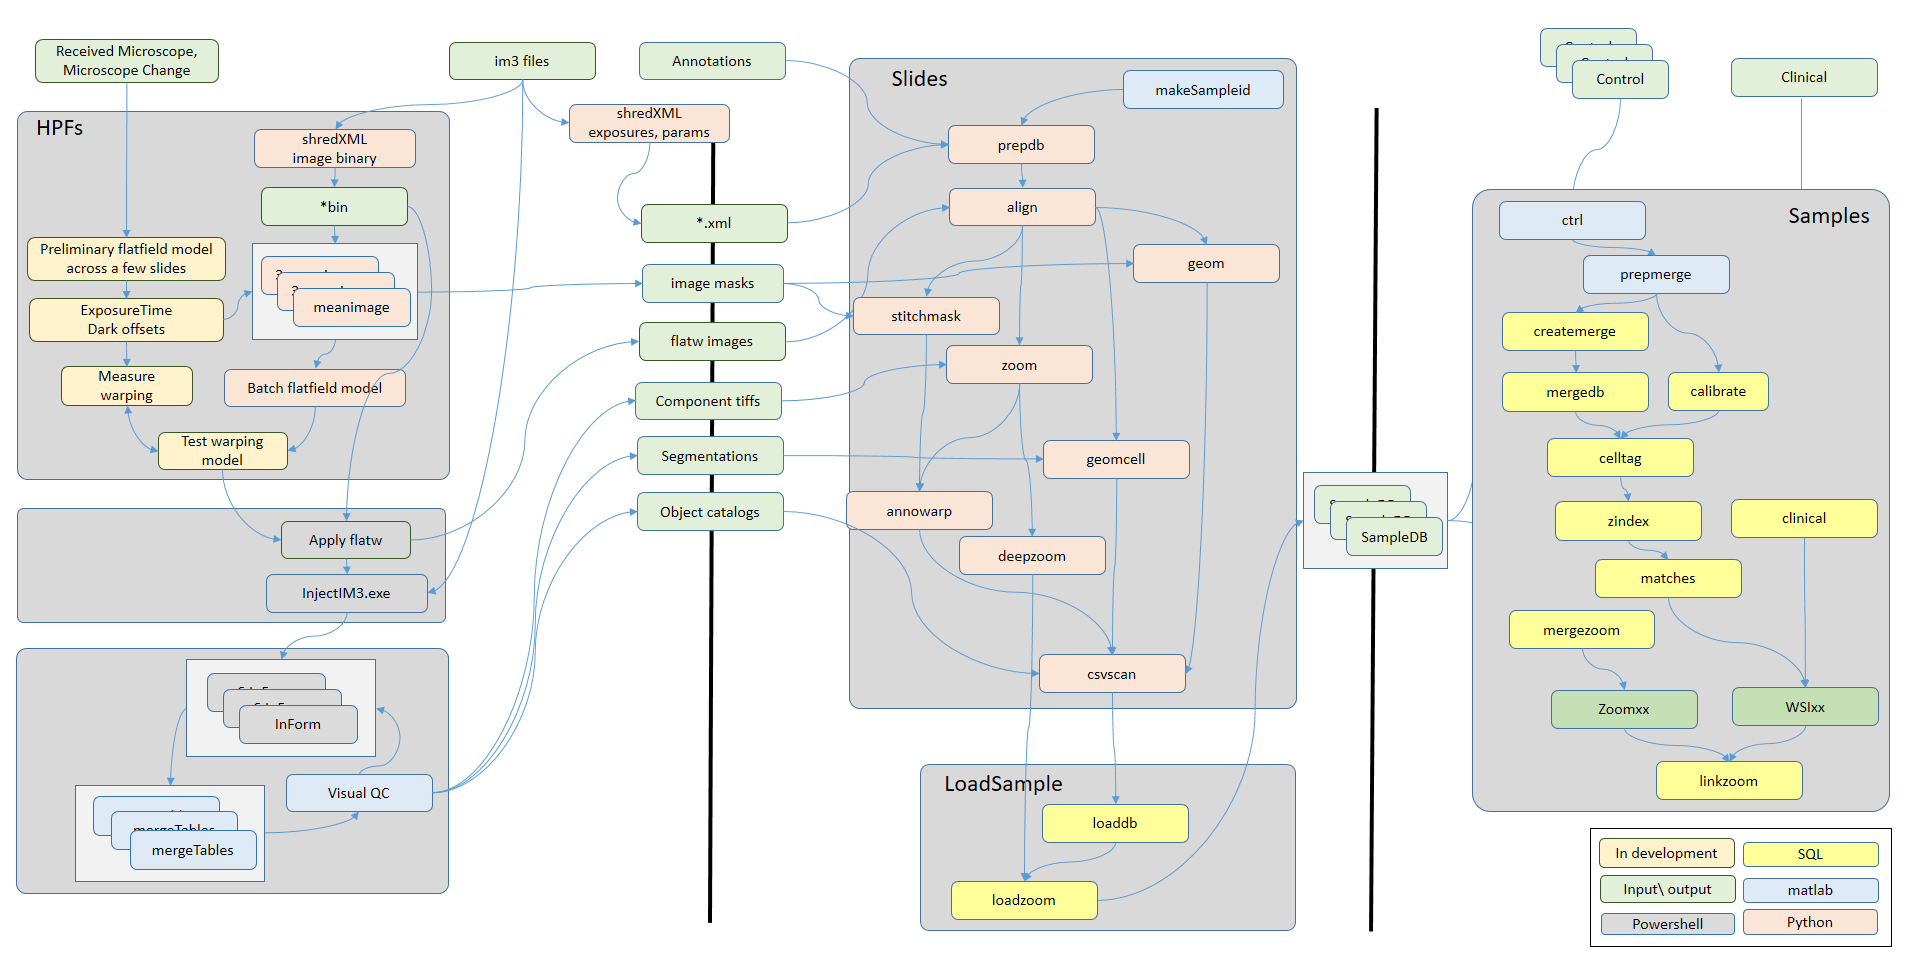 Received Microscope,
Microscope Change
im3 files
Annotations
Control
Clinical
HPFs
shredXML
image binary
*bin
Preliminary flatfield model
across a few slides
ExposureTime
Dark offsets
meanimage
Measure
warping
Batch flatfield model
Test warping
model
Apply flatw
InjectIM3.exe
InForm
Visual QC
mergeTables
mergeTables
shredXML
exposures, params
*.xml
image masks
flatw images
Component tiffs
Segmentations
Object catalogs
Slides
makeSampleid
prepdb
align
geom
stitchmask
zoom
geomcell
annowarp
deepzoom
csvscan
LoadSample
loaddb
loadzoom
SampleDB
Samples
ctrl
prepmerge
createmerge
mergedb
calibrate
celltag
zindex
clinical
matches
mergezoom
Zoomxx
WSIxx
linkzoom
In development
SQL
Input\ output
matlab
Powershell
Python